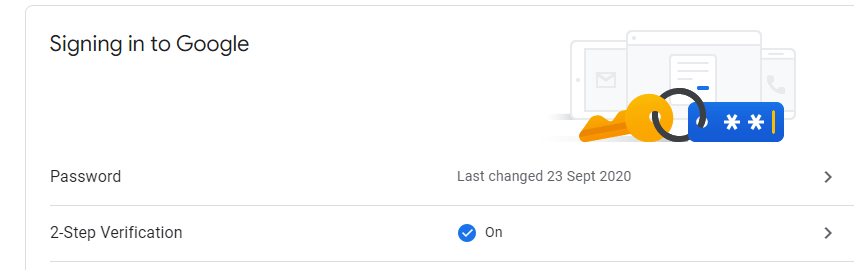 Signing in to Google
Password
Last changed 23 Sept 2020
2-Step Verification
On